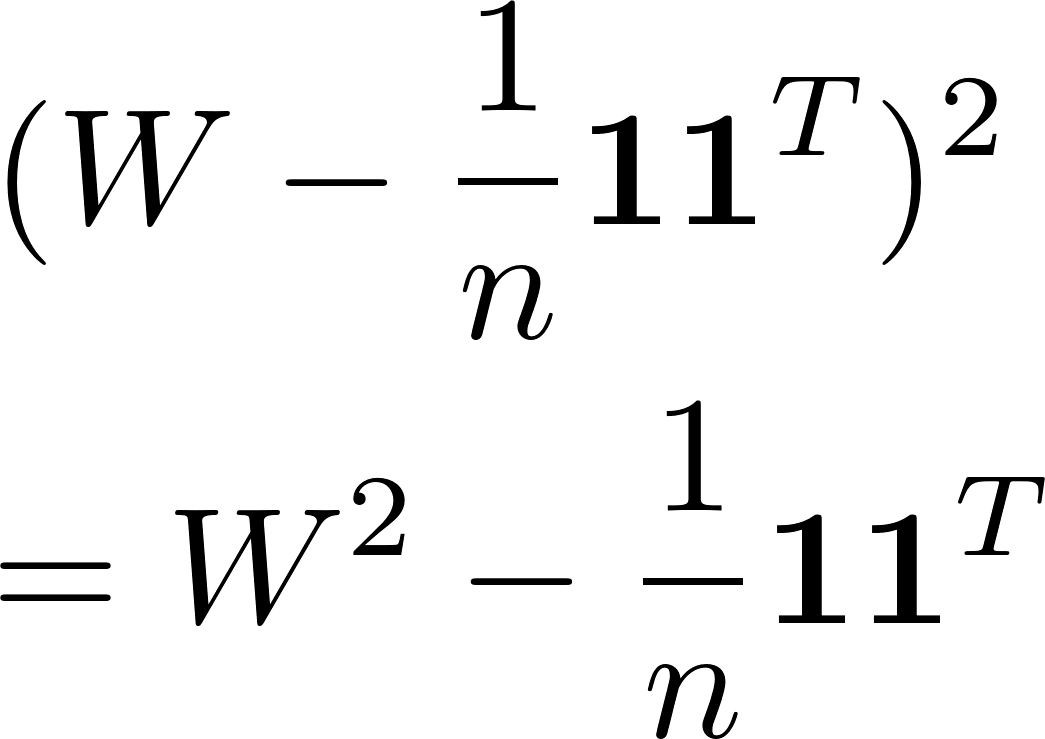 $(W - \frac{1}{n}\mathbf{1}\mathbf{1}^T)^2$
$= W^2 - \frac{1}{n}\mathbf{1}\mathbf{1}^T$